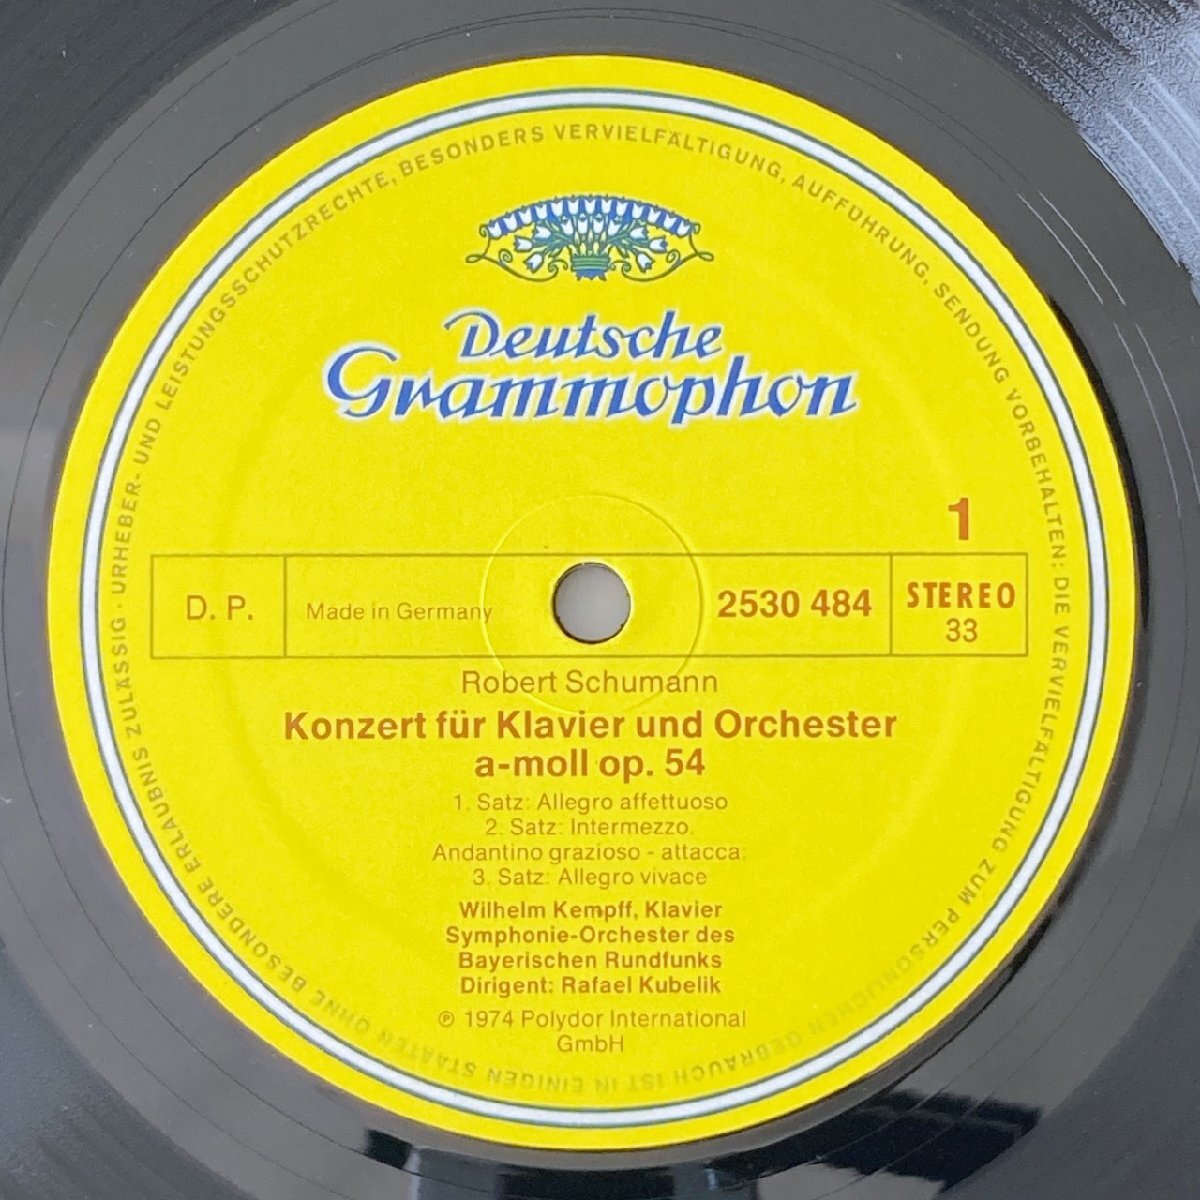 URHEBER- UND LEISTUNGSSCHUTZRECHTE, BESONDERS VERVIELFÄLTIGUNG, AUFFÜHRUNG, SENDUNG VORBEHALTEN: DIE VERVIELFÄLTIGUNG ZUM PERSÖNLICHEN GEBRAUCH IST IN EINIGEN STAATEN OHNE BESONDERE ERLAUBNIS ZULÄSSIG ·
Deutsche
Grammophon
1
D. P.
Made in Germany
2530 484
STEREO
33
Robert Schumann
Konzert für Klavier und Orchester
a-moll op. 54
1. Satz: Allegro affettuoso
2. Satz: Intermezzo.
Andantino grazioso - attacca:
3. Satz: Allegro vivace
Wilhelm Kempff, Klavier
Symphonie-Orchester des
Bayerischen Rundfunks
Dirigent: Rafael Kubelik
℗ 1974 Polydor International
GmbH